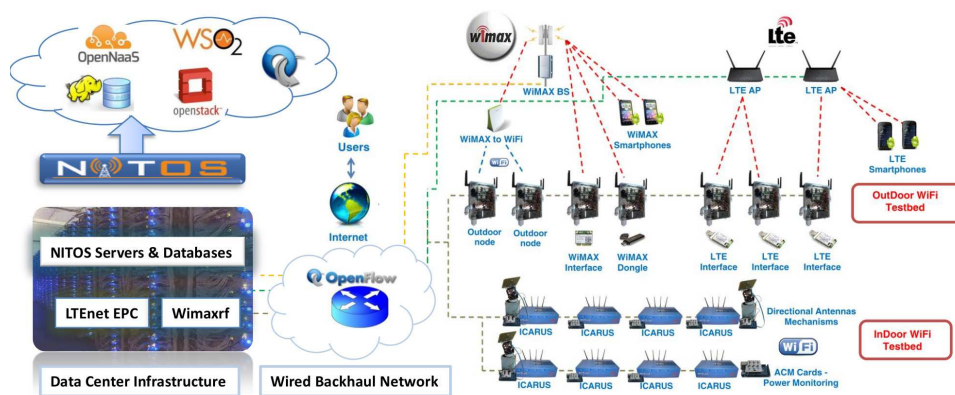 OpenNaaS
WSO2
openstack
NITOS
Users
Internet
NITOS Servers & Databases
LTEnet EPC
Wimaxrf
OpenFlow
Data Center Infrastructure
Wired Backhaul Network
wimax
WiMAX BS
WiMAX to WiFi
WiFi
WiMAX
Smartphones
Lte
LTE AP
LTE AP
LTE
Smartphones
Outdoor
node
Outdoor
node
WiMAX
Interface
WiMAX
Dongle
LTE
Interface
LTE
Interface
LTE
Interface
OutDoor WiFi
Testbed
ICARUS
ICARUS
ICARUS
ICARUS
Directional Antennas
Mechanisms
WiFi
InDoor WiFi
Testbed
ICARUS
ICARUS
ICARUS
ICARUS
ACM Cards -
Power Monitoring